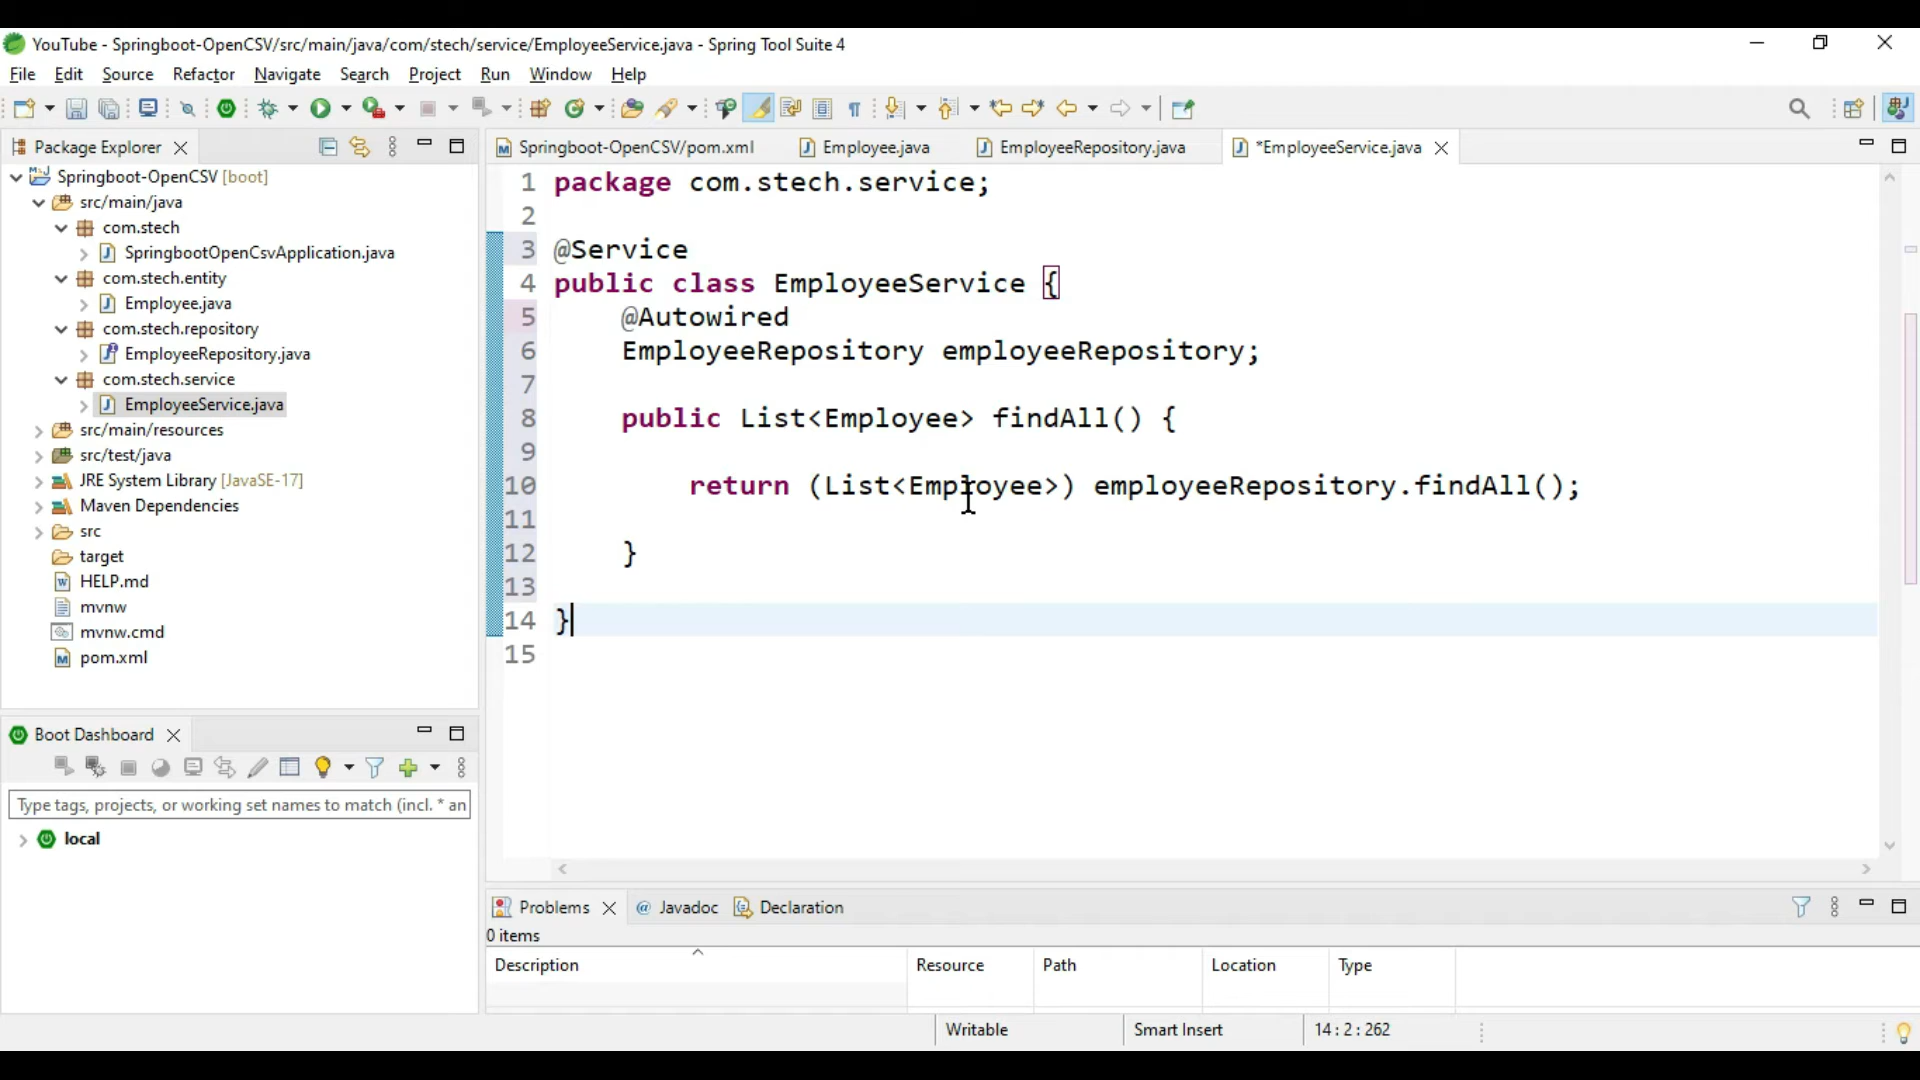 YouTube - Springboot-OpenCSV/src/main/java/com/stech/service/EmployeeService.java - Spring Tool Suite 4
File Edit Source Refactor Navigate Search Project Run Window Help
Package Explorer
Springboot-OpenCSV [boot]
src/main/java
com.stech
SpringbootOpenCsvApplication.java
com.stech.entity
Employee.java
com.stech.repository
EmployeeRepository.java
com.stech.service
EmployeeService.java
src/main/resources
src/test/java
JRE System Library [JavaSE-17]
Maven Dependencies
src
target
HELP.md
mvnw
mvnw.cmd
pom.xml
Boot Dashboard
Type tags, projects, or working set names to match (incl. * an
local
Springboot-OpenCSV/pom.xml Employee.java EmployeeRepository.java *EmployeeService.java
1 package com.stech.service;
2
3 @Service
4 public class EmployeeService {
5 @Autowired
6 EmployeeRepository employeeRepository;
7
8 public List<Employee> findAll() {
9
10 return (List<Employee>) employeeRepository.findAll();
11
12 }
13
14 }
15
Problems @ Javadoc Declaration
0 items
Description Resource Path Location Type
Writable Smart Insert 14 : 2 : 262